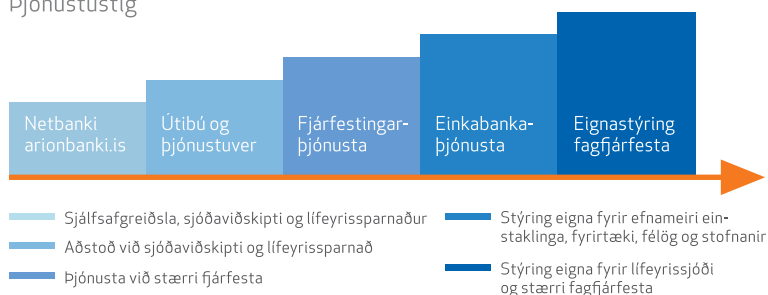 Þjónustustig
Netbanki
arionbanki.is
Útibú og
þjónustuver
Fjárfestingar-
þjónusta
Einkabanka-
þjónusta
Eignastýring
fagfjárfesta
Sjálfsafgreiðsla, sjóðaviðskipti og lífeyrissparnaður
Aðstoð við sjóðaviðskipti og lífeyrissparnað
Þjónusta við stærri fjárfesta
Stýring eigna fyrir efnameiri ein-
staklinga, fyrirtæki, félög og stofnanir
Stýring eigna fyrir lífeyrissjóði
og stærri fagfjárfesta